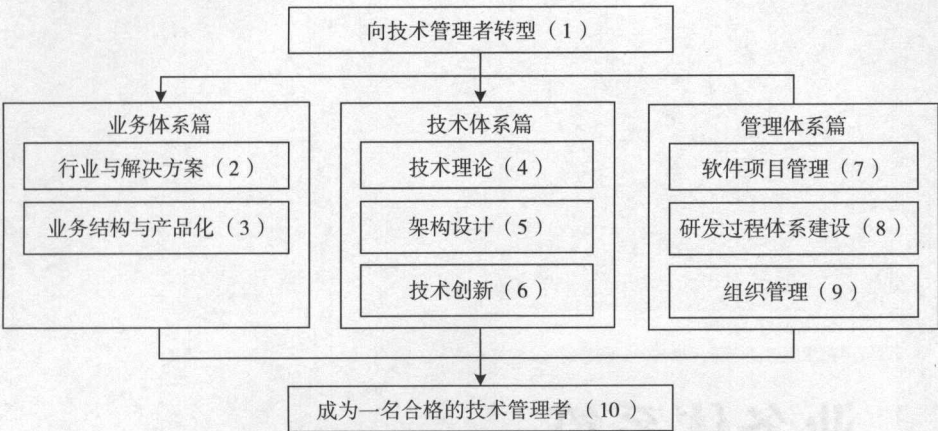 向技术管理者转型（1）
业务体系篇
行业与解决方案（2）
业务结构与产品化（3）
技术体系篇
技术理论（4）
架构设计（5）
技术创新（6）
管理体系篇
软件项目管理（7）
研发过程体系建设（8）
组织管理（9）
成为一名合格的技术管理者（10）